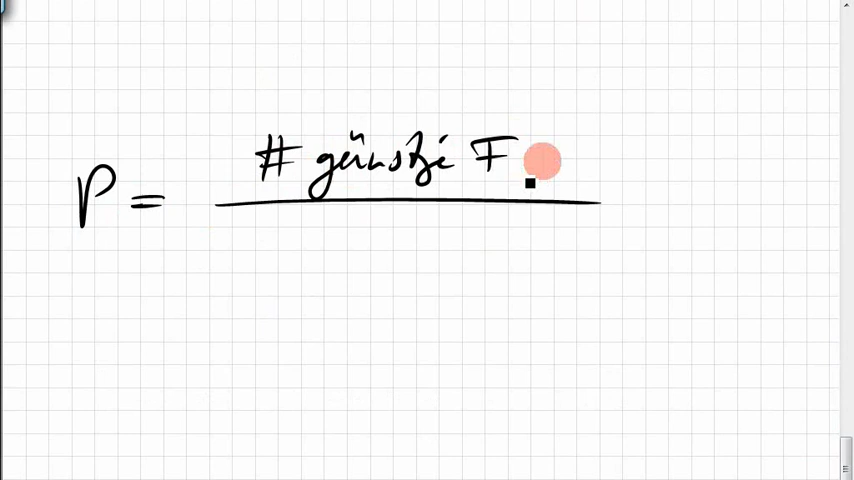 # günstige F
P =